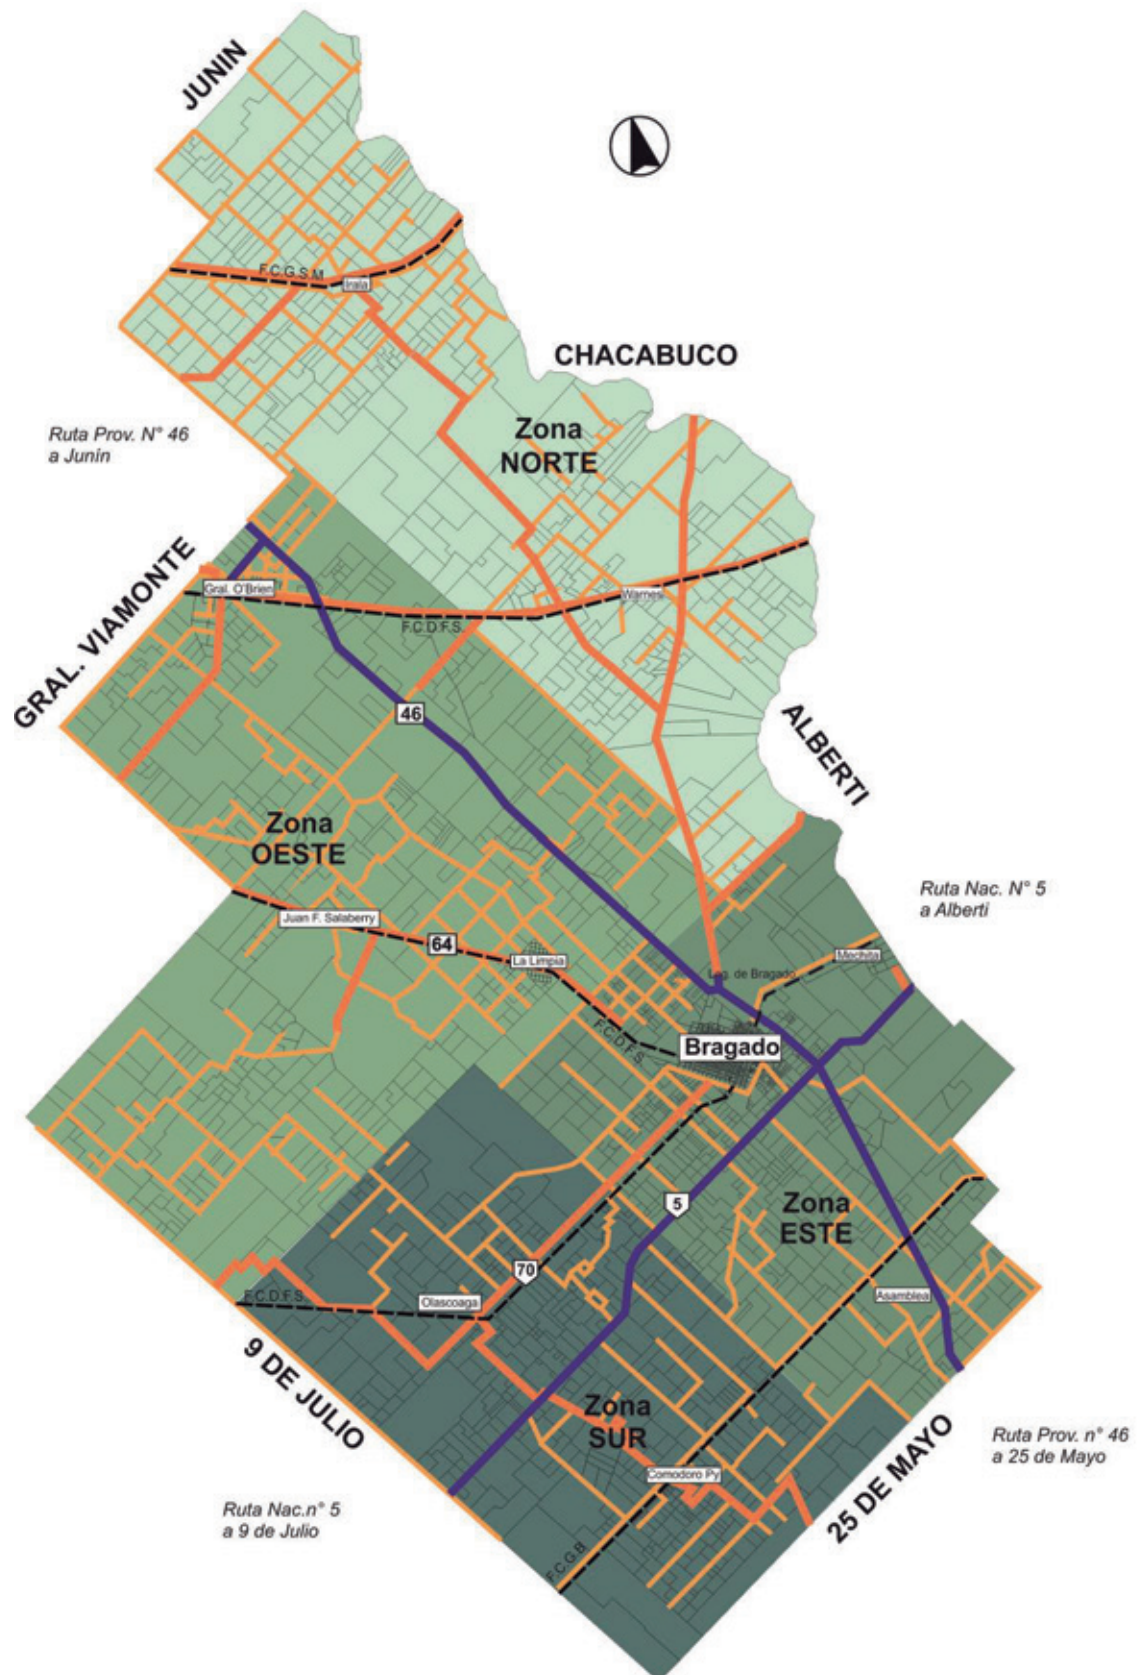 JUNIN
F.C.G.S.M.
Irala
CHACABUCO
Zona
NORTE
Ruta Prov. N° 46
a Junín
GRAL. VIAMONTE
Gral. O'Brien
Warnes
F.C.D.F.S.
46
ALBERTI
Zona
OESTE
Ruta Nac. N° 5
a Alberti
Juan F. Salaberry
64
La Limpia
Mechita
Lag. de Bragado
F.C.D.F.S
Bragado
5
Zona
ESTE
70
F.C.D.F.S.
Olascoaga
Asamblea
9 DE JULIO
Zona
SUR
Ruta Prov. n° 46
a 25 de Mayo
Comodoro Py
25 DE MAYO
Ruta Nac.n° 5
a 9 de Julio
F.C.G.B